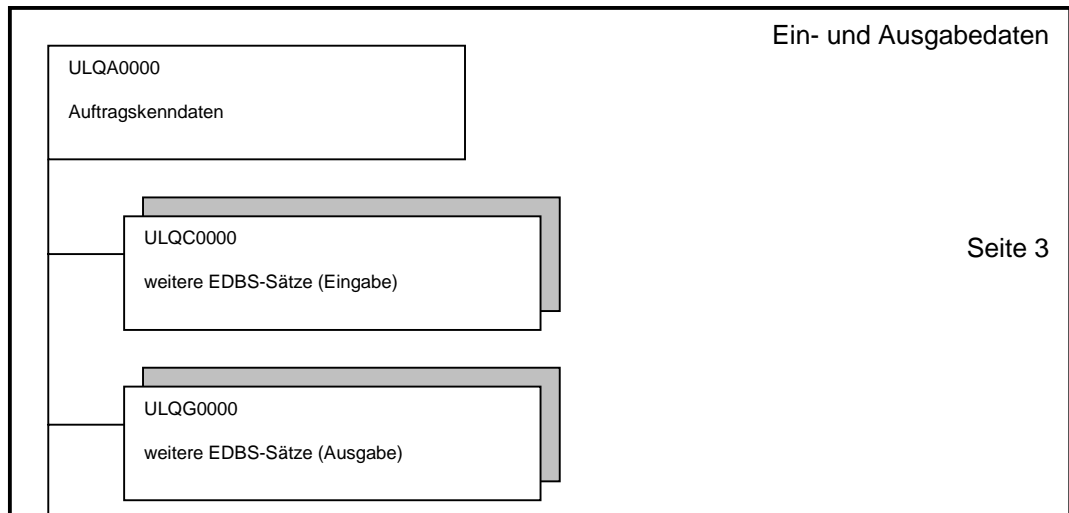 Ein- und Ausgabedaten
ULQA0000
Auftragskenndaten
ULQC0000
weitere EDBS-Sätze (Eingabe)
Seite 3
ULQG0000
weitere EDBS-Sätze (Ausgabe)